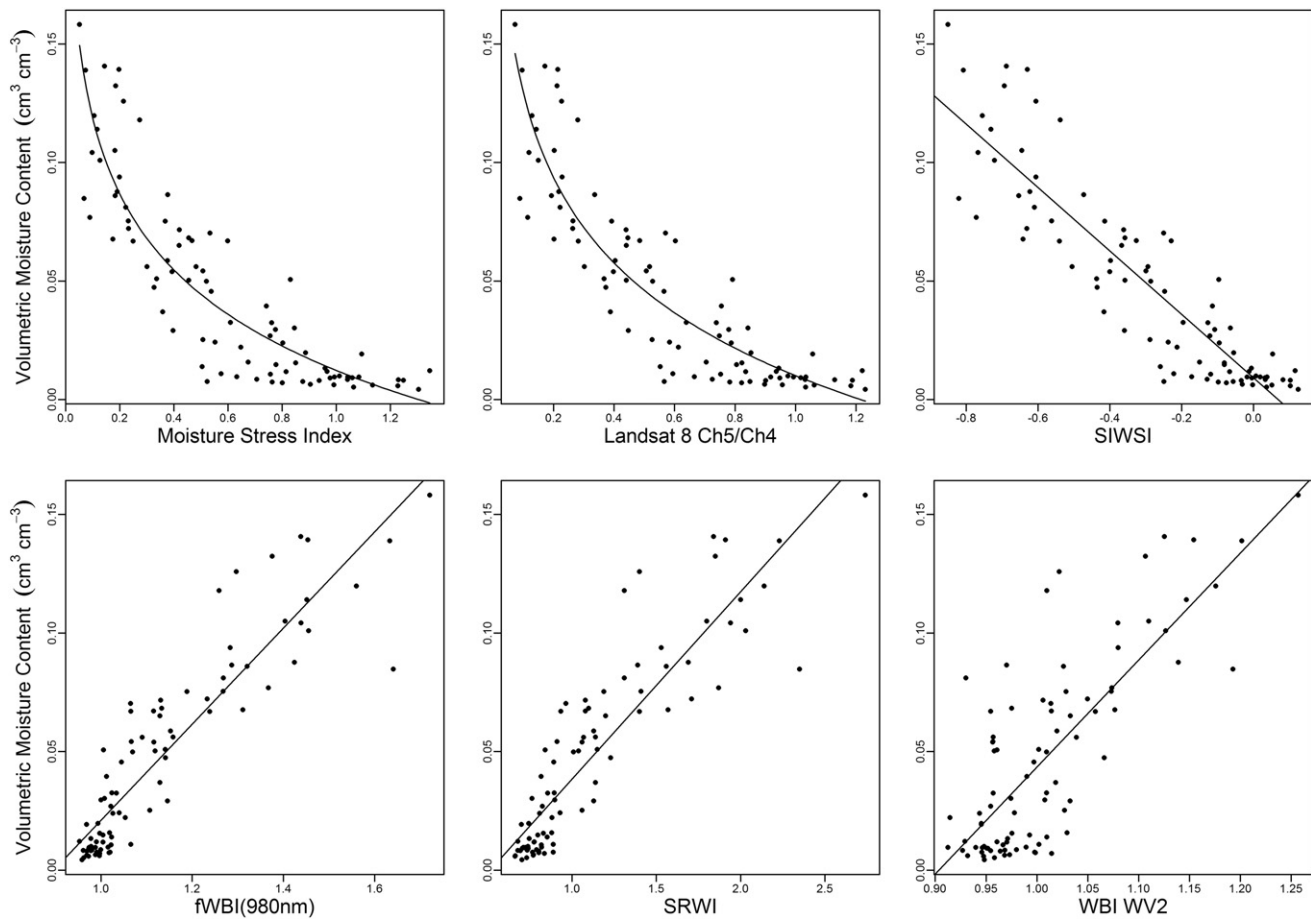 Volumetric Moisture Content (cm³ cm⁻³)
0.15
0.10
0.05
0.00
0.0 0.2 0.4 0.6 0.8 1.0 1.2
Moisture Stress Index
0.15
0.10
0.05
0.00
0.2 0.4 0.6 0.8 1.0 1.2
Landsat 8 Ch5/Ch4
0.15
0.10
0.05
0.00
-0.8 -0.6 -0.4 -0.2 0.0
SIWSI
Volumetric Moisture Content (cm³ cm⁻³)
0.15
0.10
0.05
0.00
1.0 1.2 1.4 1.6
fWBI(980nm)
0.15
0.10
0.05
0.00
1.0 1.5 2.0 2.5
SRWI
0.15
0.10
0.05
0.00
0.90 0.95 1.00 1.05 1.10 1.15 1.20 1.25
WBI WV2